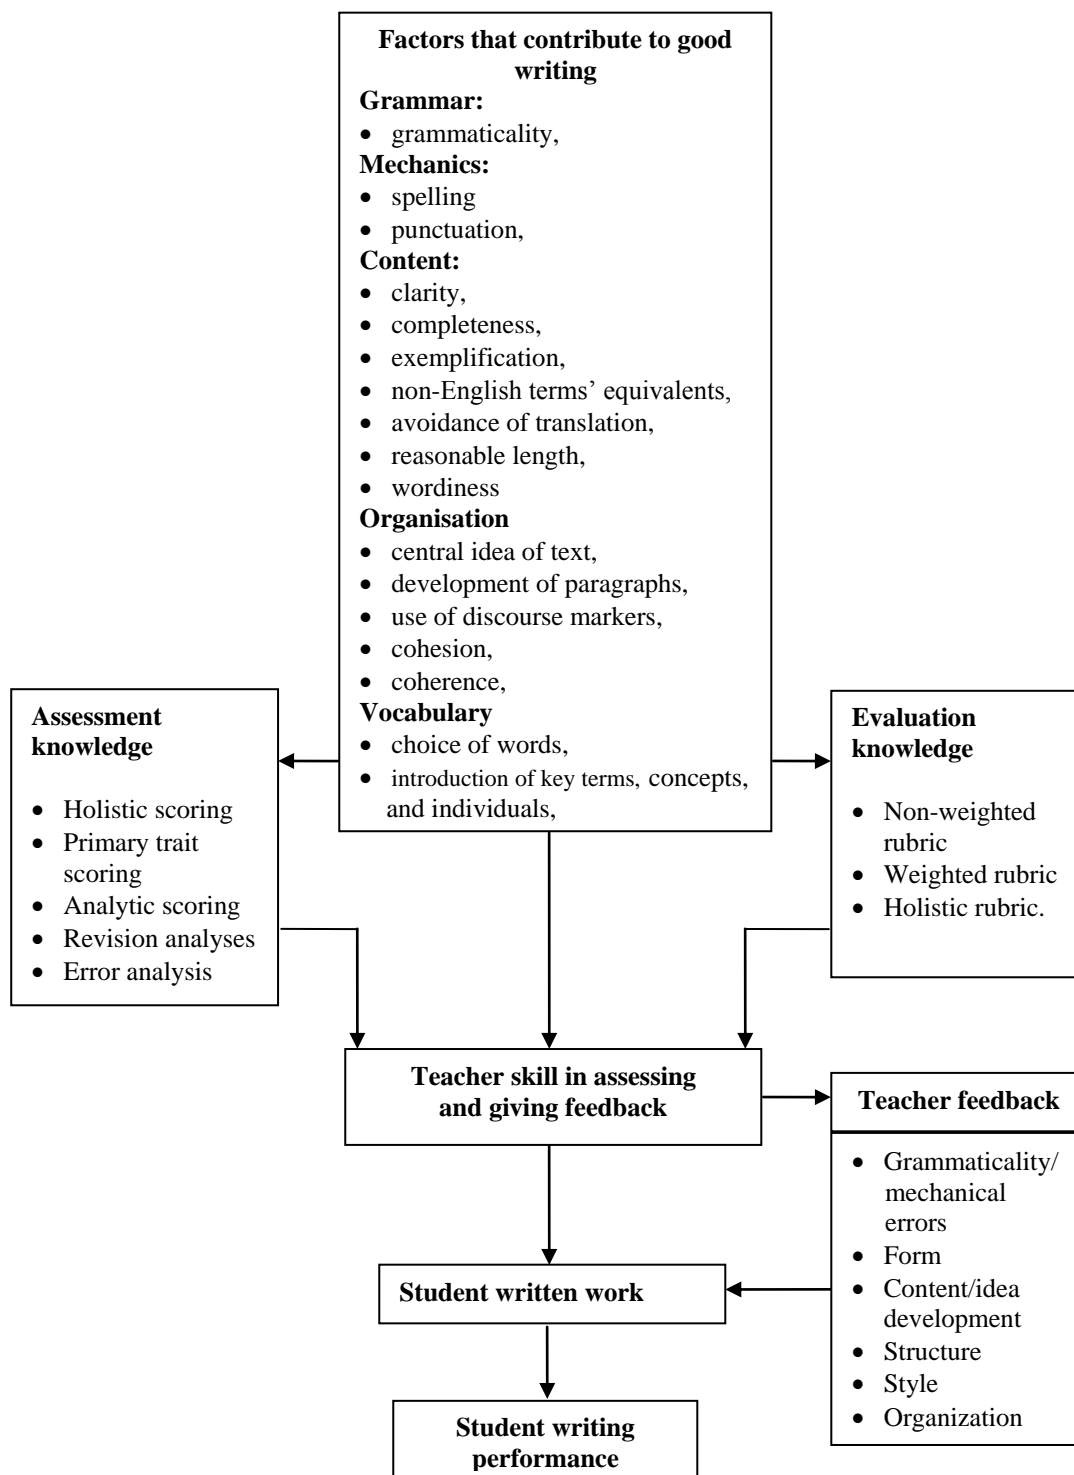 Factors that contribute to good
writing
Grammar:
• grammaticality,
Mechanics:
• spelling
• punctuation,
Content:
• clarity,
• completeness,
• exemplification,
• non-English terms’ equivalents,
• avoidance of translation,
• reasonable length,
• wordiness
Organisation
• central idea of text,
• development of paragraphs,
• use of discourse markers,
• cohesion,
• coherence,
Vocabulary
• choice of words,
• introduction of key terms, concepts,
and individuals,
Assessment
knowledge
• Holistic scoring
• Primary trait
scoring
• Analytic scoring
• Revision analyses
• Error analysis
Evaluation
knowledge
• Non-weighted
rubric
• Weighted rubric
• Holistic rubric.
Teacher skill in assessing
and giving feedback
Teacher feedback
• Grammaticality/
mechanical
errors
• Form
• Content/idea
development
• Structure
• Style
• Organization
Student written work
Student writing
performance